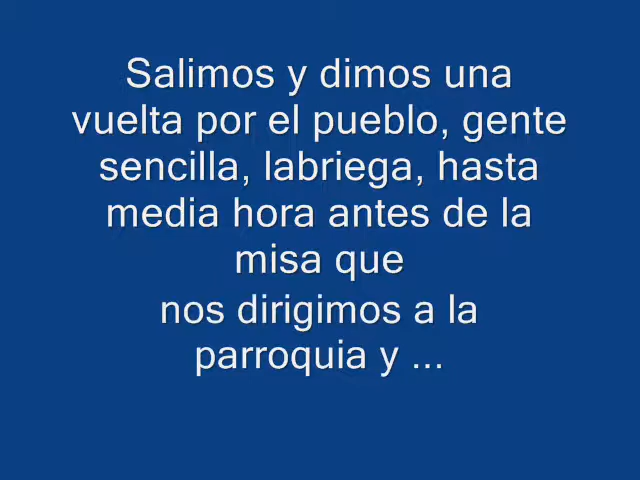 Salimos y dimos una
vuelta por el pueblo, gente
sencilla, labriega, hasta
media hora antes de la
misa que
nos dirigimos a la
parroquia y ...